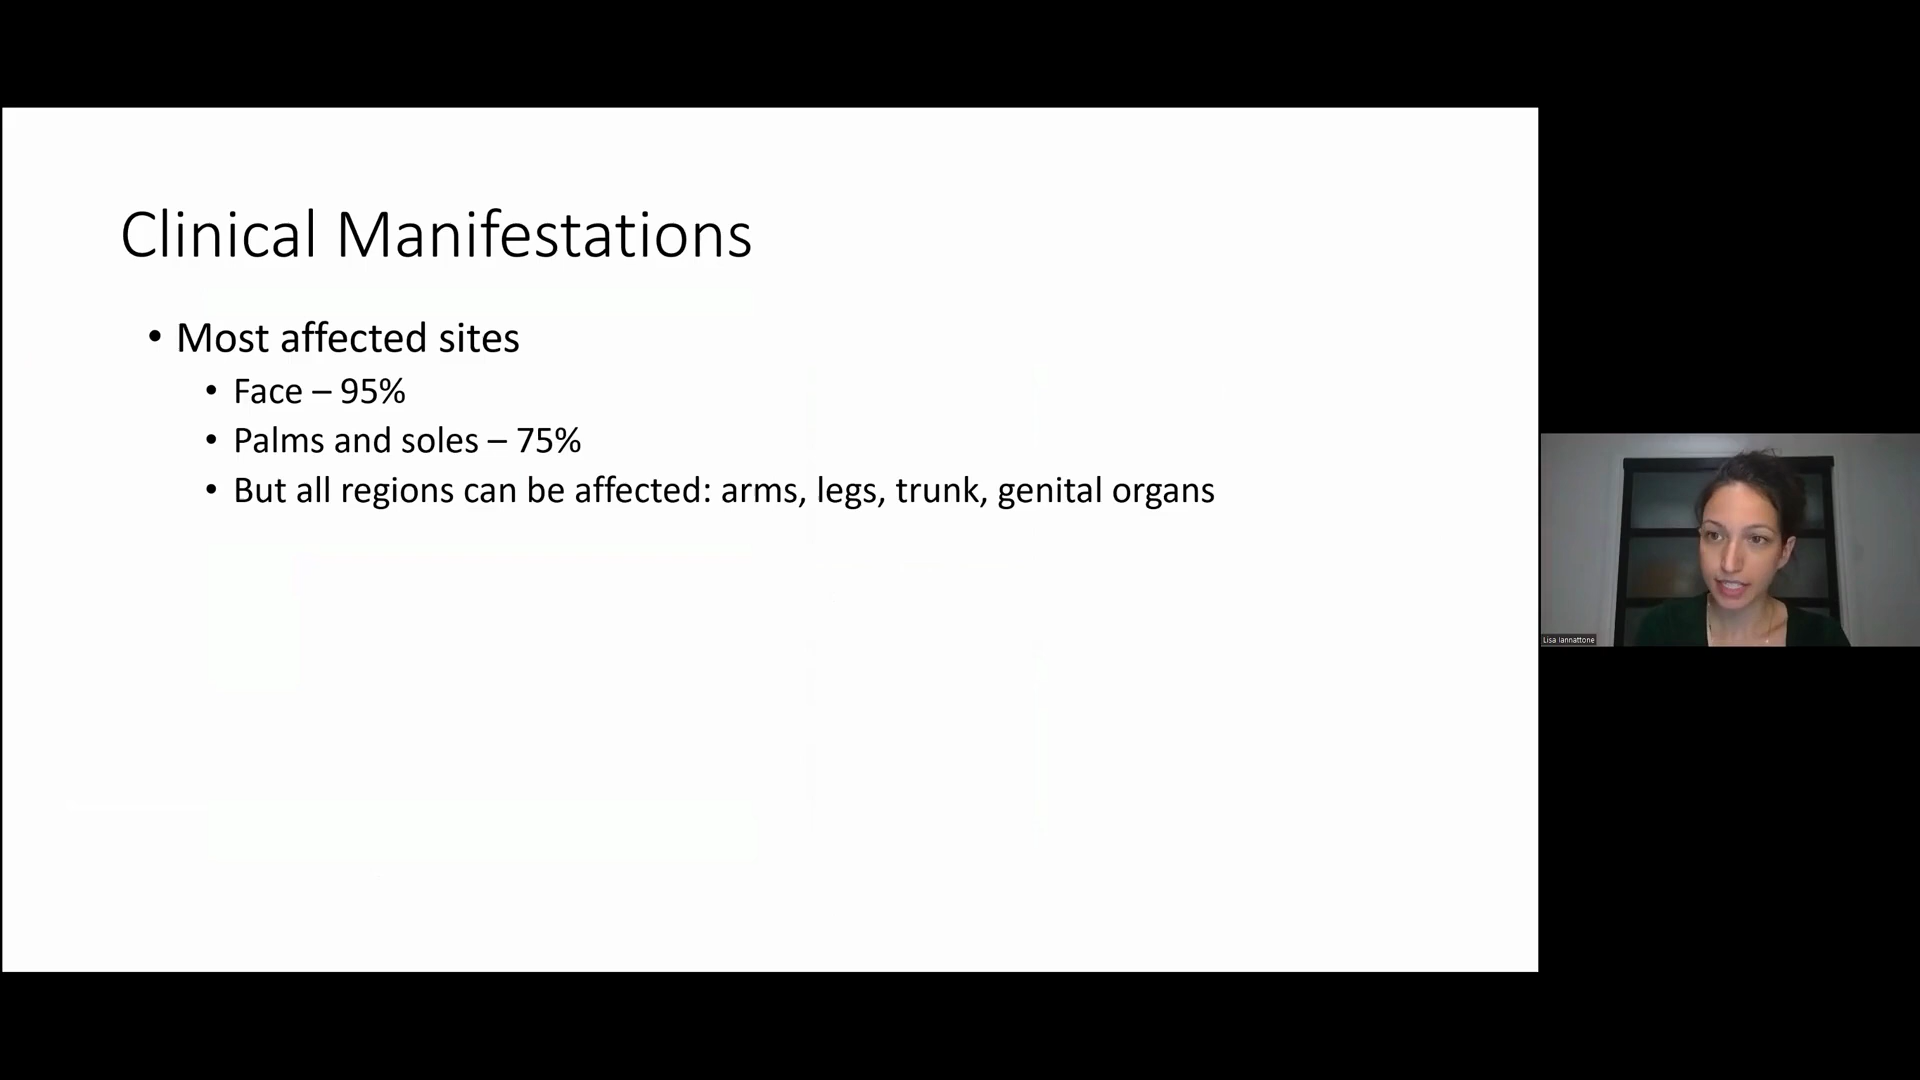 Clinical Manifestations
• Most affected sites
• Face – 95%
• Palms and soles – 75%
• But all regions can be affected: arms, legs, trunk, genital organs
Lisa Iannattone